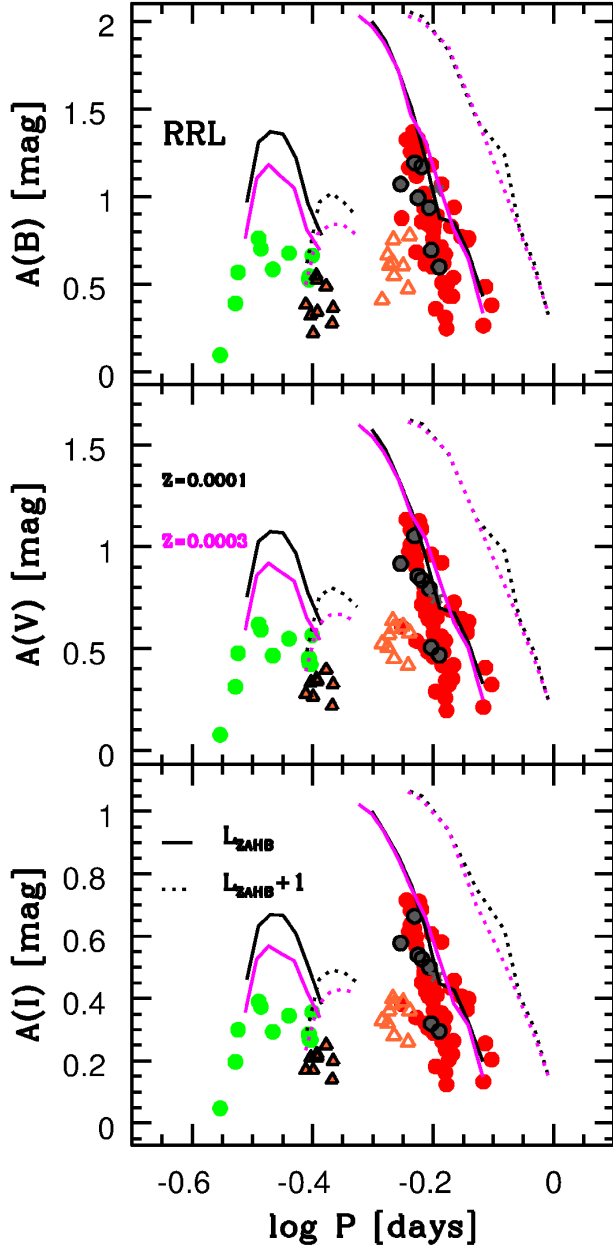 2
1.5
1
0.5
0
A(B) [mag]
RRL
1.5
1
0.5
0
A(V) [mag]
Z=0.0001
Z=0.0003
1
0.8
0.6
0.4
0.2
0
A(I) [mag]
L_ZAHB
L_ZAHB+1
-0.6 -0.4 -0.2 0
log P [days]